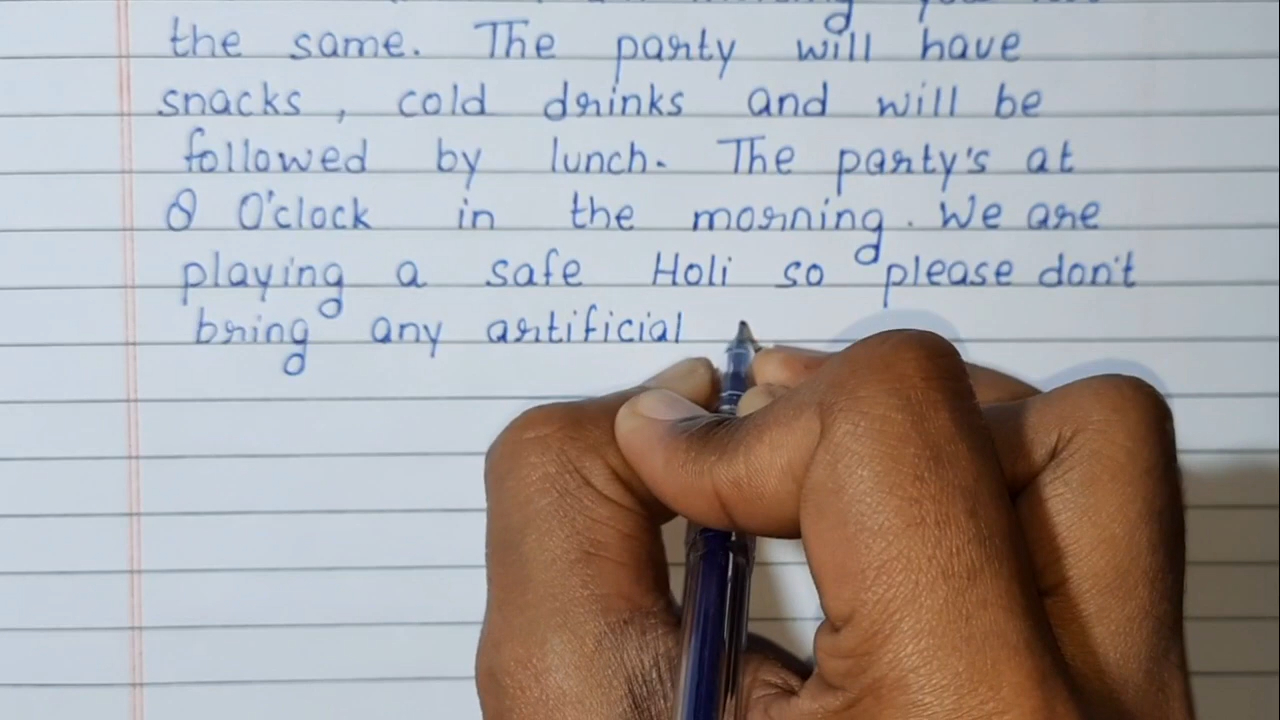 the same. The party will have
snacks, cold drinks and will be
followed by lunch. The party's at
8 O'clock in the morning. We are
playing a safe Holi so please don't
bring any artificial